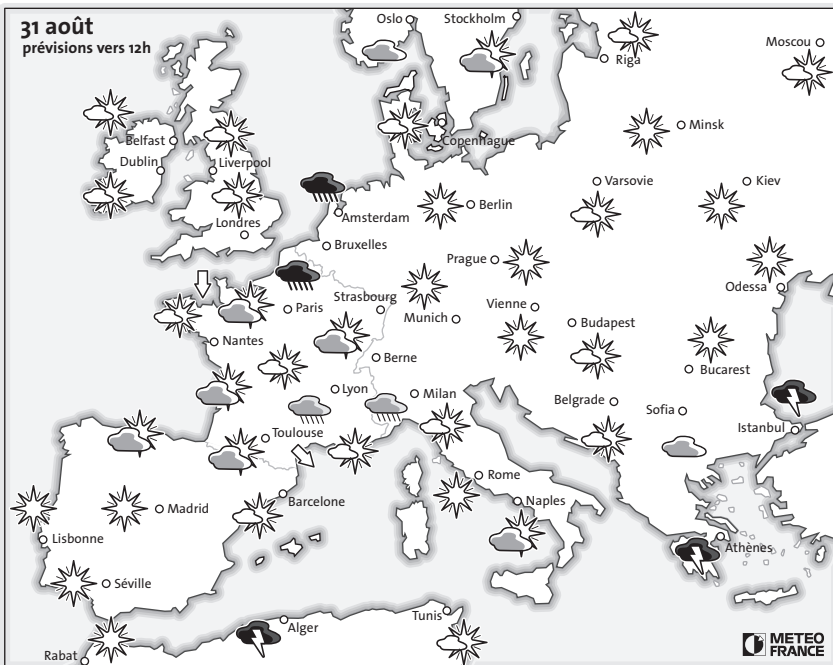 31 août
prévisions vers 12h
Oslo
Stockholm
Riga
Moscou
Minsk
Copenhague
Belfast
Dublin
Liverpool
Londres
Amsterdam
Berlin
Varsovie
Kiev
Bruxelles
Prague
Odessa
Paris
Strasbourg
Munich
Vienne
Budapest
Nantes
Berne
Bucarest
Lyon
Milan
Belgrade
Sofia
Istanbul
Toulouse
Rome
Naples
Madrid
Barcelone
Lisbonne
Athènes
Séville
Alger
Tunis
Rabat
METEO
FRANCE